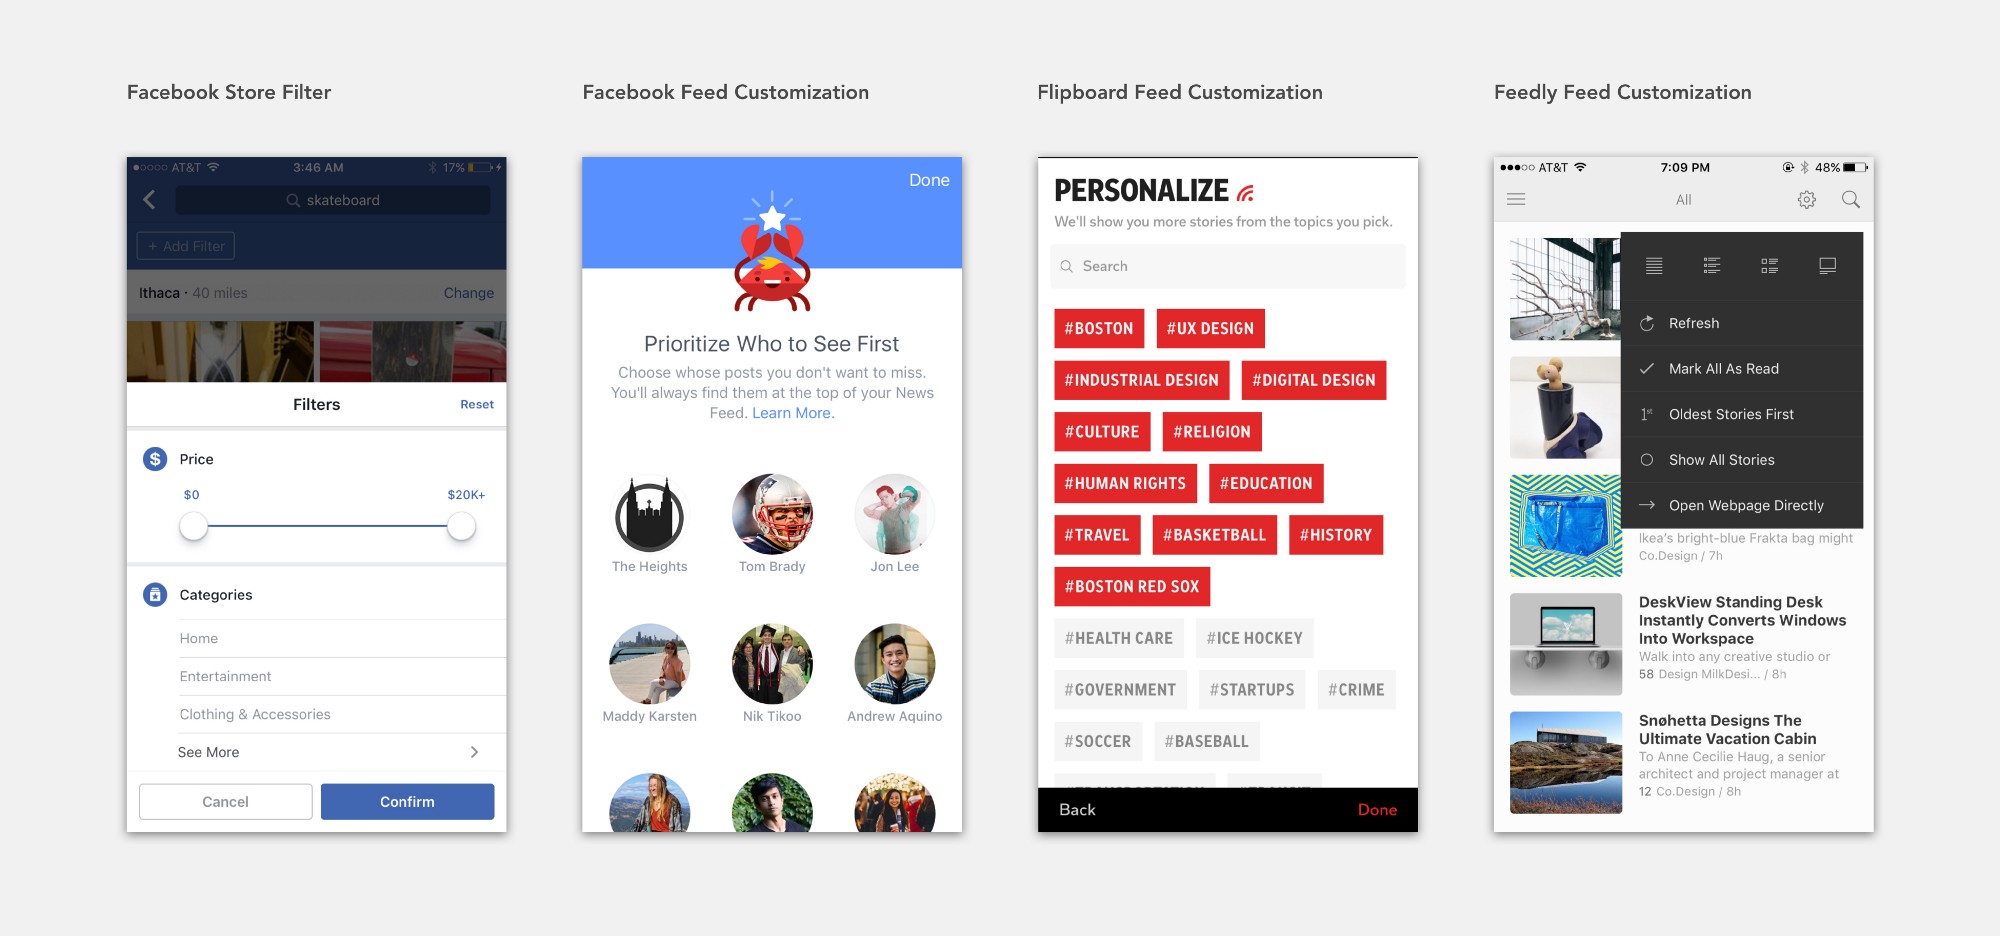 Facebook Store Filter
AT&T
3:46 AM
17%
skateboard
+ Add Filter
Ithaca · 40 miles
Change
Filters
Reset
$
Price
$0
$20K+
Categories
Home
Entertainment
Clothing & Accessories
See More
Cancel
Confirm
Facebook Feed Customization
Done
Prioritize Who to See First
Choose whose posts you don't want to miss.
You'll always find them at the top of your News
Feed. Learn More.
The Heights
Tom Brady
Jon Lee
Maddy Karsten
Nik Tikoo
Andrew Aquino
Flipboard Feed Customization
PERSONALIZE
We'll show you more stories from the topics you pick.
Search
#BOSTON
#UX DESIGN
#INDUSTRIAL DESIGN
#DIGITAL DESIGN
#CULTURE
#RELIGION
#HUMAN RIGHTS
#EDUCATION
#TRAVEL
#BASKETBALL
#HISTORY
#BOSTON RED SOX
#HEALTH CARE
#ICE HOCKEY
#GOVERNMENT
#STARTUPS
#CRIME
#SOCCER
#BASEBALL
Back
Done
Feedly Feed Customization
AT&T
7:09 PM
48%
All
Refresh
Mark All As Read
1st
Oldest Stories First
Show All Stories
Open Webpage Directly
Ikea's bright-blue Frakta bag might
Co.Design / 7h
DeskView Standing Desk
Instantly Converts Windows
Into Workspace
Walk into any creative studio or
58 Design MilkDesi... / 8h
Snøhetta Designs The
Ultimate Vacation Cabin
To Anne Cecilie Haug, a senior
architect and project manager at
12 Co.Design / 8h